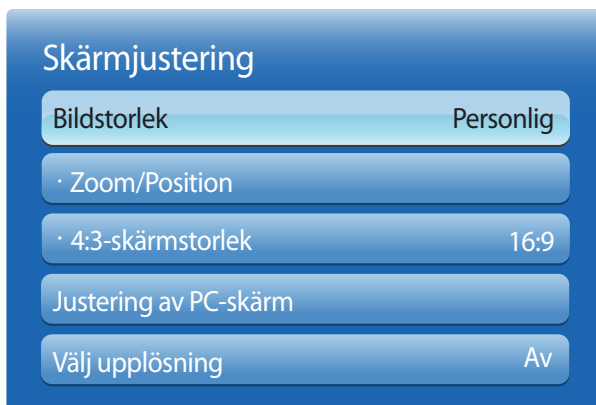 Skärmjustering
Bildstorlek Personlig
· Zoom/Position
· 4:3-skärmstorlek 16:9
Justering av PC-skärm
Välj upplösning Av